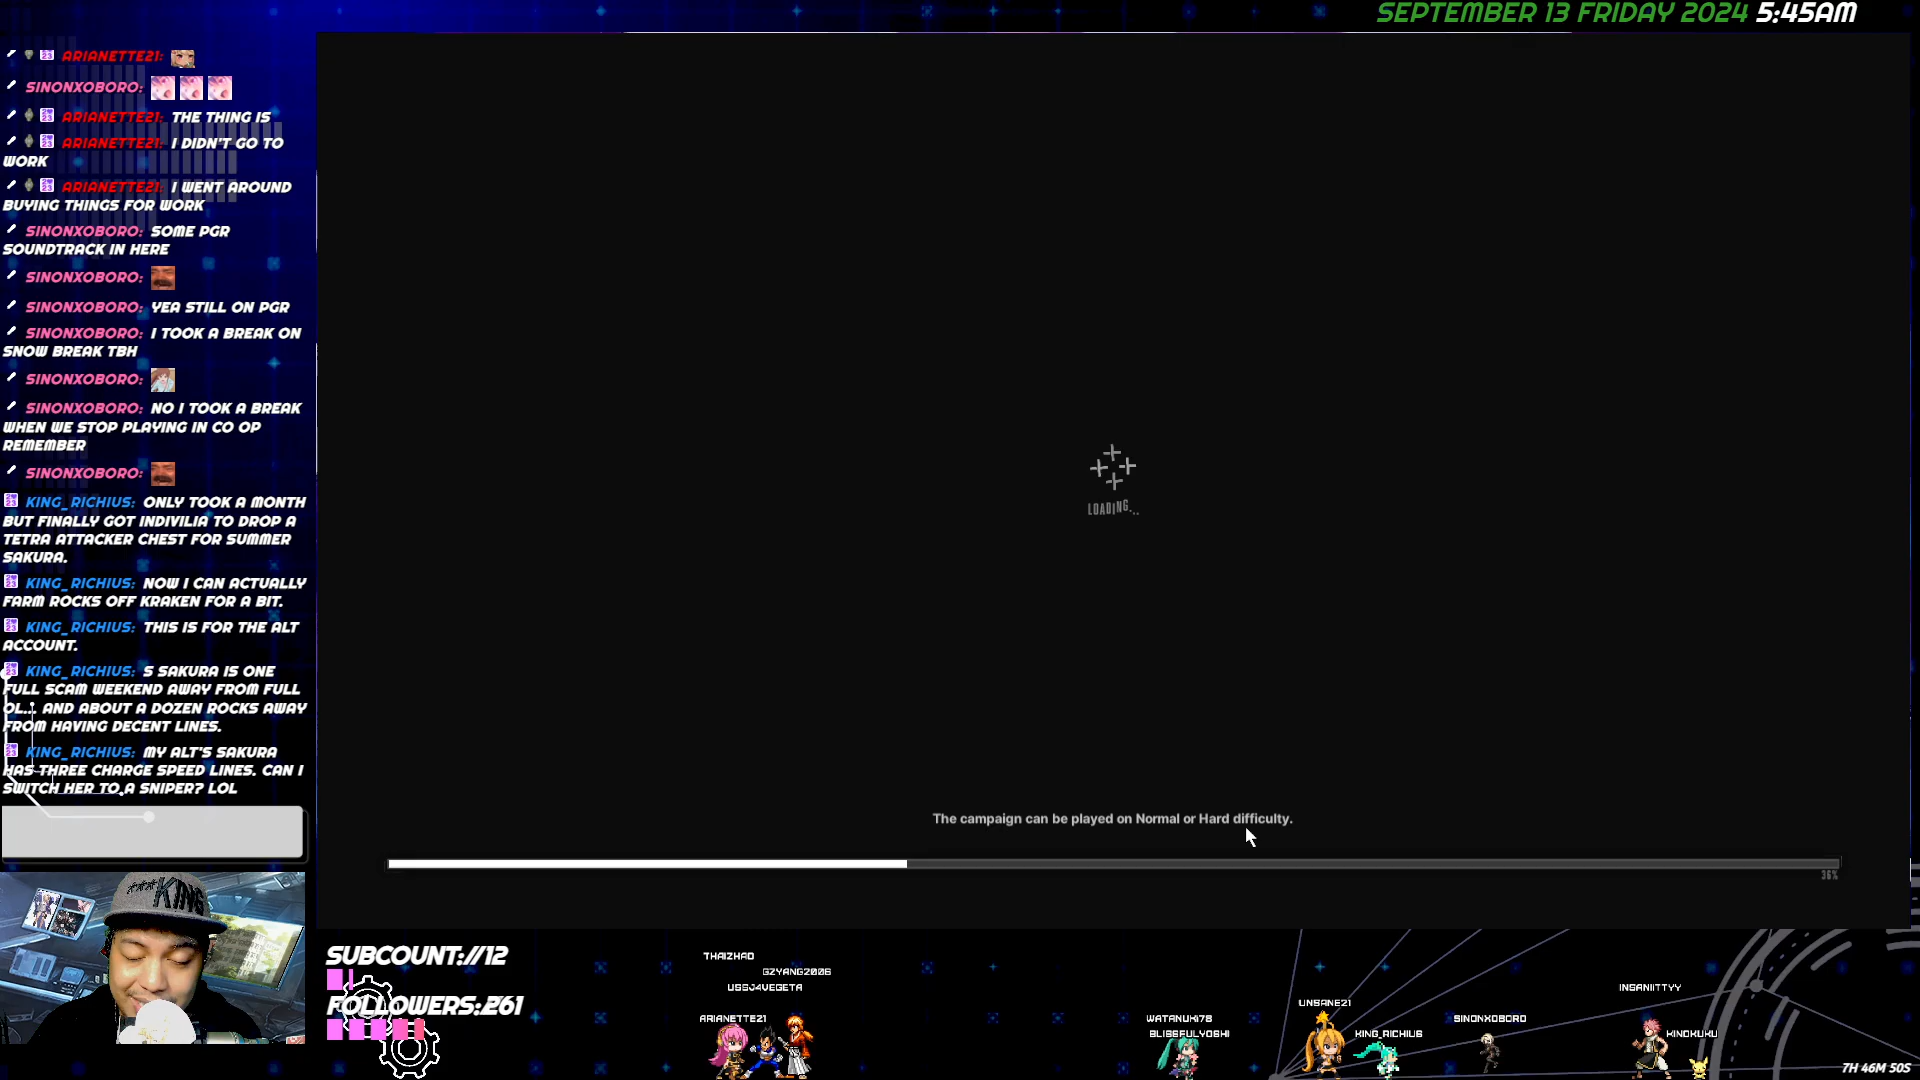 SEPTEMBER 13 FRIDAY 2024 5:45AM
ARIANETTE21:
SINONXOBORO:
ARIANETTE21: THE THING IS
ARIANETTE21: I DIDN'T GO TO
WORK
ARIANETTE21: I WENT AROUND
BUYING THINGS FOR WORK
SINONXOBORO: SOME PGR
SOUNDTRACK IN HERE
SINONXOBORO:
SINONXOBORO: YEA STILL ON PGR
SINONXOBORO: I TOOK A BREAK ON
SNOW BREAK TBH
SINONXOBORO:
SINONXOBORO: NO I TOOK A BREAK
WHEN WE STOP PLAYING IN CO OP
REMEMBER
SINONXOBORO:
KING_RICHIUS: ONLY TOOK A MONTH
BUT FINALLY GOT INDIVILIA TO DROP A
TETRA ATTACKER CHEST FOR SUMMER
SAKURA.
KING_RICHIUS: NOW I CAN ACTUALLY
FARM ROCKS OFF KRAKEN FOR A BIT.
KING_RICHIUS: THIS IS FOR THE ALT
ACCOUNT.
KING_RICHIUS: S SAKURA IS ONE
FULL SCAM WEEKEND AWAY FROM FULL
OL... AND ABOUT A DOZEN ROCKS AWAY
FROM HAVING DECENT LINES.
KING_RICHIUS: MY ALT'S SAKURA
HAS THREE CHARGE SPEED LINES. CAN I
SWITCH HER TO A SNIPER? LOL
LOADING...
The campaign can be played on Normal or Hard difficulty.
36%
***KING
SUBCOUNT://12
FOLLOWERS:261
THAIZHAO
GZYANG2006
USSJ4VEGETA
ARIANETTE21
WATANUKI78
BLISSFULYOSHI
UNSANE21
KING_RICHIUS
SINONXOBORO
INSANIITTYY
KINOKUKU
7H 46M 50S